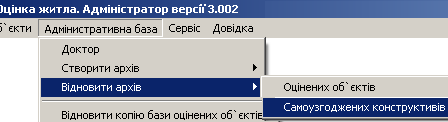 Оцінка житла. Адміністратор версії 3.002
б`єкти Адміністративна база Сервіс Довідка
Доктор
Створити архів
Відновити архів
Оцінених об`єктів
Самоузгоджених конструктивів
Відновити копію бази оцінених об`єктів